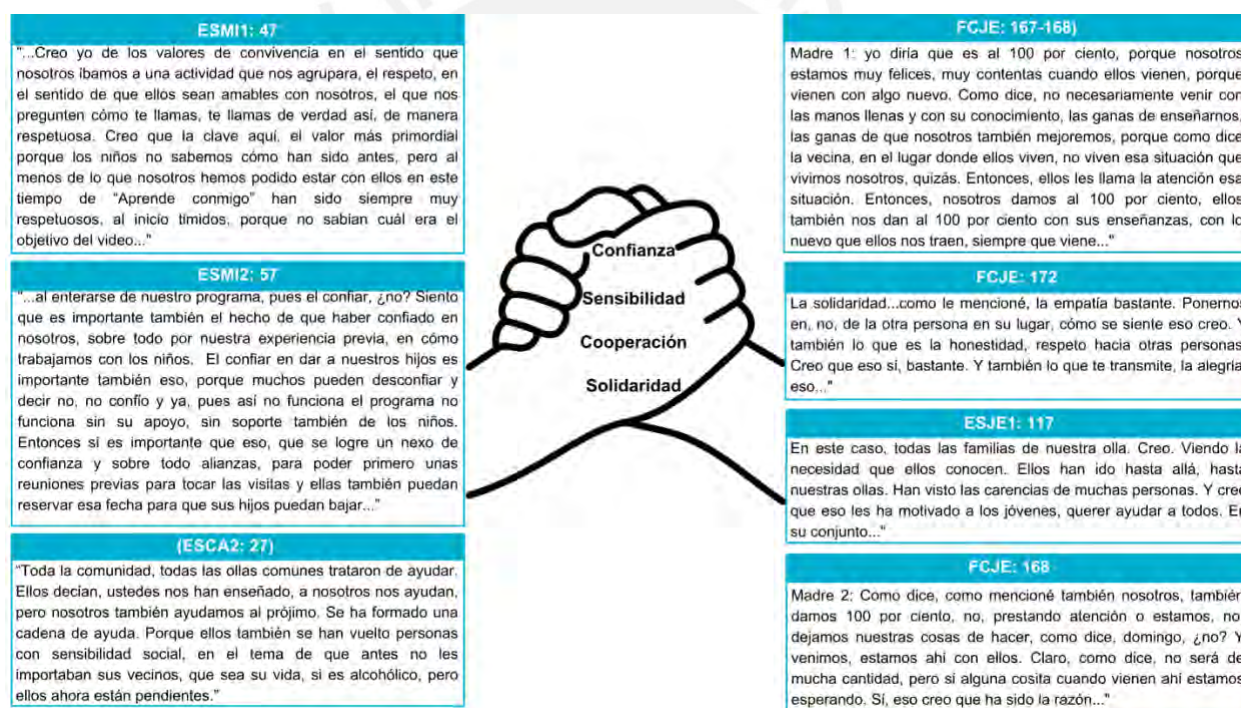 ESMI1: 47
"...Creo yo de los valores de convivencia en el sentido que
nosotros íbamos a una actividad que nos agrupara, el respeto, en
el sentido de que ellos sean amables con nosotros, el que nos
pregunten cómo te llamas, te llamas de verdad así, de manera
respetuosa. Creo que la clave aquí, el valor más primordial
porque los niños no sabemos cómo han sido antes, pero al
menos de lo que nosotros hemos podido estar con ellos en este
tiempo de "Aprende conmigo" han sido siempre muy
respetuosos, al inicio tímidos, porque no sabían cuál era el
objetivo del video..."
ESMI2: 57
"...al enterarse de nuestro programa, pues el confiar, ¿no? Siento
que es importante también el hecho de que haber confiado en
nosotros, sobre todo por nuestra experiencia previa, en cómo
trabajamos con los niños. El confiar en dar a nuestros hijos es
importante también eso, porque muchos pueden desconfiar y
decir no, no confío y ya, pues así no funciona el programa no
funciona sin su apoyo, sin soporte también de los niños.
Entonces sí es importante que eso, que se logre un nexo de
confianza y sobre todo alianzas, para poder primero unas
reuniones previas para tocar las visitas y ellas también puedan
reservar esa fecha para que sus hijos puedan bajar..."
(ESCA2: 27)
"Toda la comunidad, todas las ollas comunes trataron de ayudar.
Ellos decían, ustedes nos han enseñado, a nosotros nos ayudan,
pero nosotros también ayudamos al prójimo. Se ha formado una
cadena de ayuda. Porque ellos también se han vuelto personas
con sensibilidad social, en el tema de que antes no les
importaban sus vecinos, que sea su vida, si es alcohólico, pero
ellos ahora están pendientes."
Confianza
Sensibilidad
Cooperación
Solidaridad
FCJE: 167-168)
Madre 1: yo diría que es al 100 por ciento, porque nosotros
estamos muy felices, muy contentas cuando ellos vienen, porque
vienen con algo nuevo. Como dice, no necesariamente venir con
las manos llenas y con su conocimiento, las ganas de enseñarnos,
las ganas de que nosotros también mejoremos, porque como dice
la vecina, en el lugar donde ellos viven, no viven esa situación que
vivimos nosotros, quizás. Entonces, ellos les llama la atención esa
situación. Entonces, nosotros damos al 100 por ciento, ellos
también nos dan al 100 por ciento con sus enseñanzas, con lo
nuevo que ellos nos traen, siempre que viene..."
FCJE: 172
La solidaridad...como le mencioné, la empatía bastante. Ponernos
en, no, de la otra persona en su lugar, cómo se siente eso creo. Y
también lo que es la honestidad, respeto hacia otras personas.
Creo que eso sí, bastante. Y también lo que te transmite, la alegría
eso..."
ESJE1: 117
En este caso, todas las familias de nuestra olla. Creo. Viendo la
necesidad que ellos conocen. Ellos han ido hasta allá, hasta
nuestras ollas. Han visto las carencias de muchas personas. Y creo
que eso les ha motivado a los jóvenes, querer ayudar a todos. En
su conjunto..."
FCJE: 168
Madre 2: Como dice, como mencioné también nosotros, también
damos 100 por ciento, no, prestando atención o estamos, no,
dejamos nuestras cosas de hacer, como dice, domingo, ¿no? Y
venimos, estamos ahí con ellos. Claro, como dice, no será de
mucha cantidad, pero sí alguna cosita cuando vienen ahí estamos
esperando. Sí, eso creo que ha sido la razón..."